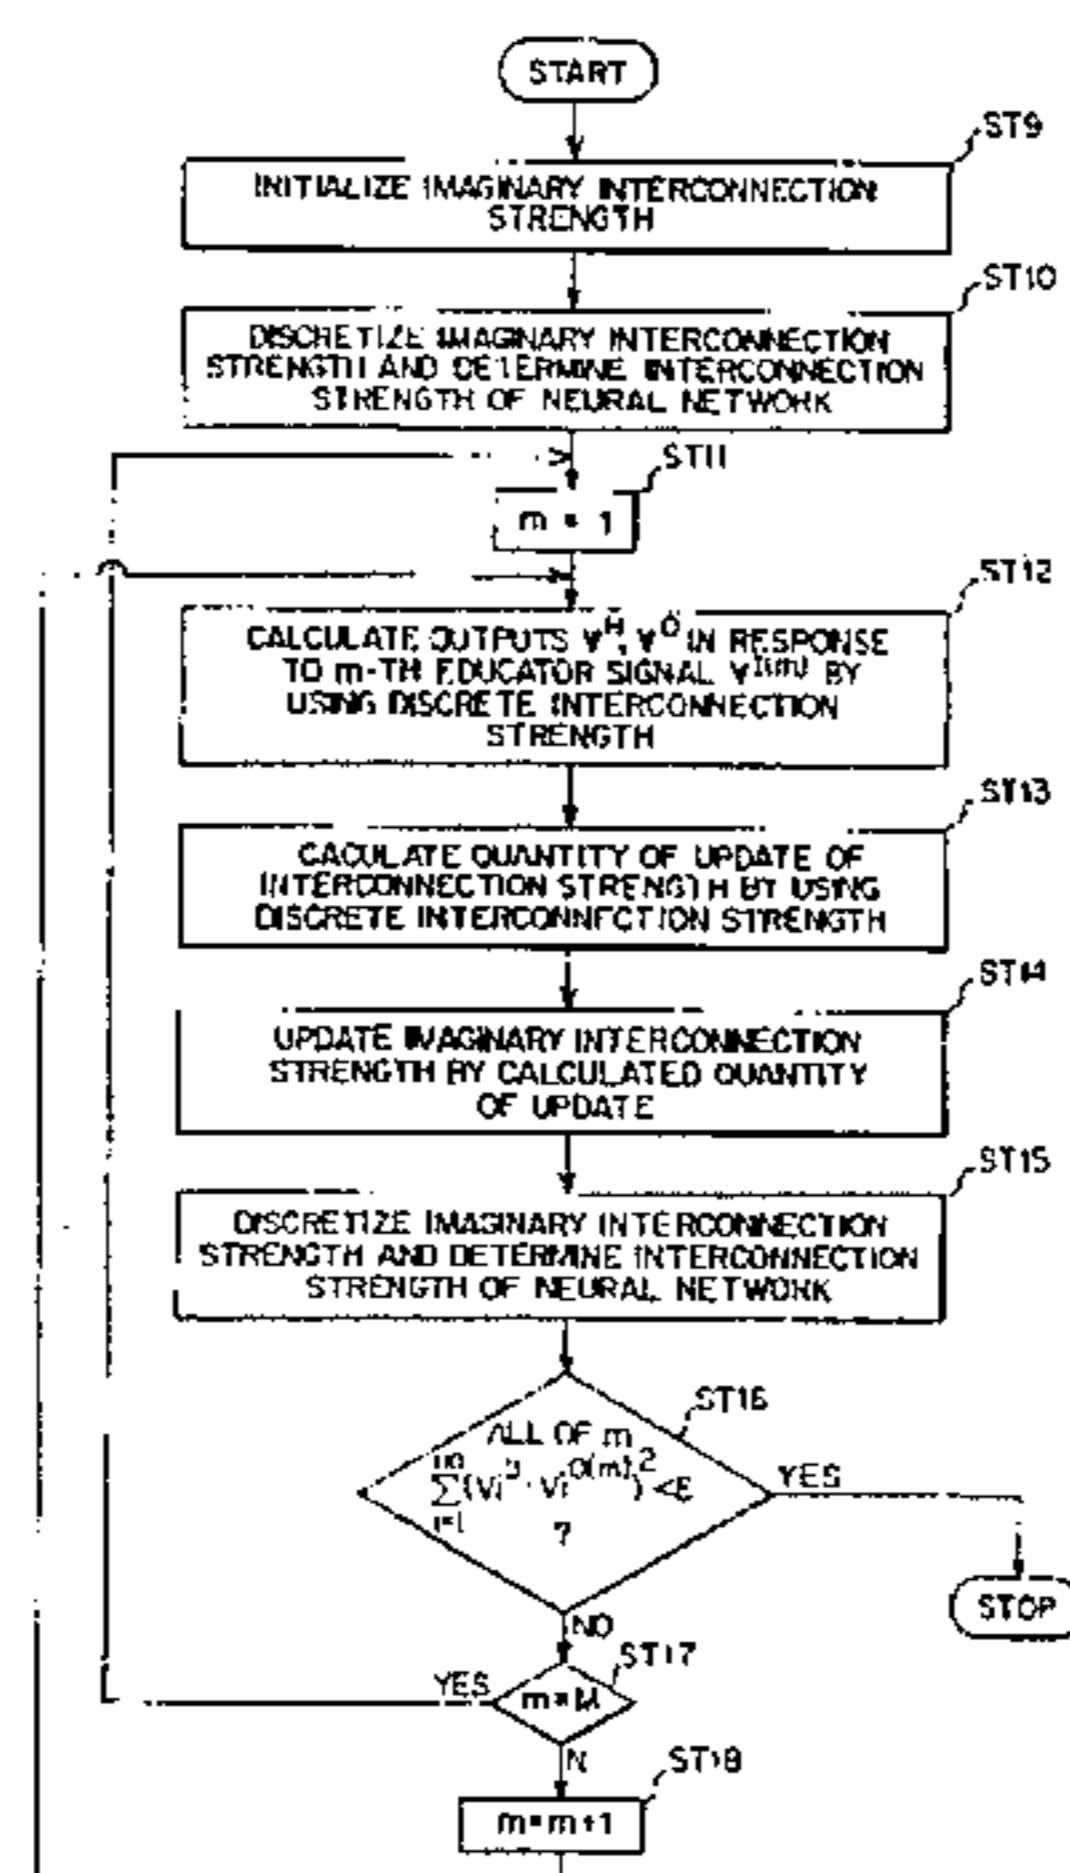 START
ST9
INITIALIZE IMAGINARY INTERCONNECTION
STRENGTH
ST10
DISCRETIZE IMAGINARY INTERCONNECTION
STRENGTH AND DETERMINE INTERCONNECTION
STRENGTH OF NEURAL NETWORK
ST11
m = 1
ST12
CALCULATE OUTPUTS V^H, V^O IN RESPONSE
TO m-TH EDUCATOR SIGNAL V^I(m) BY
USING DISCRETE INTERCONNECTION
STRENGTH
ST13
CACULATE QUANTITY OF UPDATE OF
INTERCONNECTION STRENGTH BY USING
DISCRETE INTERCONNECTION STRENGTH
ST14
UPDATE IMAGINARY INTERCONNECTION
STRENGTH BY CALCULATED QUANTITY
OF UPDATE
ST15
DISCRETIZE IMAGINARY INTERCONNECTION
STRENGTH AND DETERMINE INTERCONNECTION
STRENGTH OF NEURAL NETWORK
ST16
ALL OF m
?
YES
STOP
NO
ST17
YES
m=M
N
ST18
m=m+1